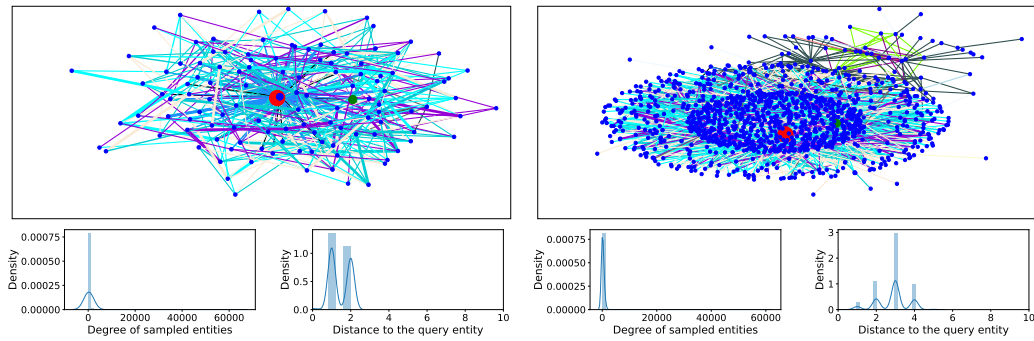 0.00075
0.00050
0.00025
0.00000
Density
0 20000 40000 60000
Degree of sampled entities
1.0
0.5
0.0
Density
0 2 4 6 8 10
Distance to the query entity
0.00075
0.00050
0.00025
0.00000
Density
0 20000 40000 60000
Degree of sampled entities
3
2
1
0
Density
0 2 4 6 8 10
Distance to the query entity